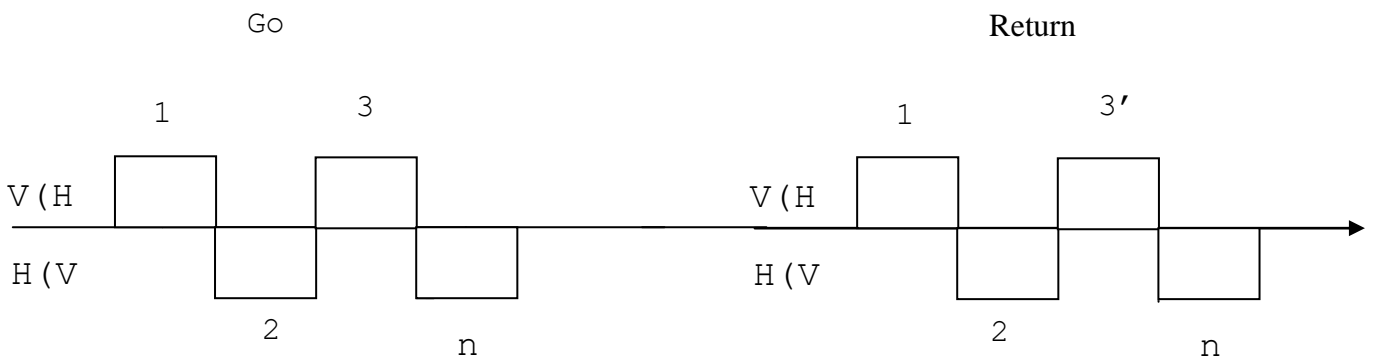 Go Return
1 3 1 3′
V(H V(H
H(V H(V
2 n 2 n